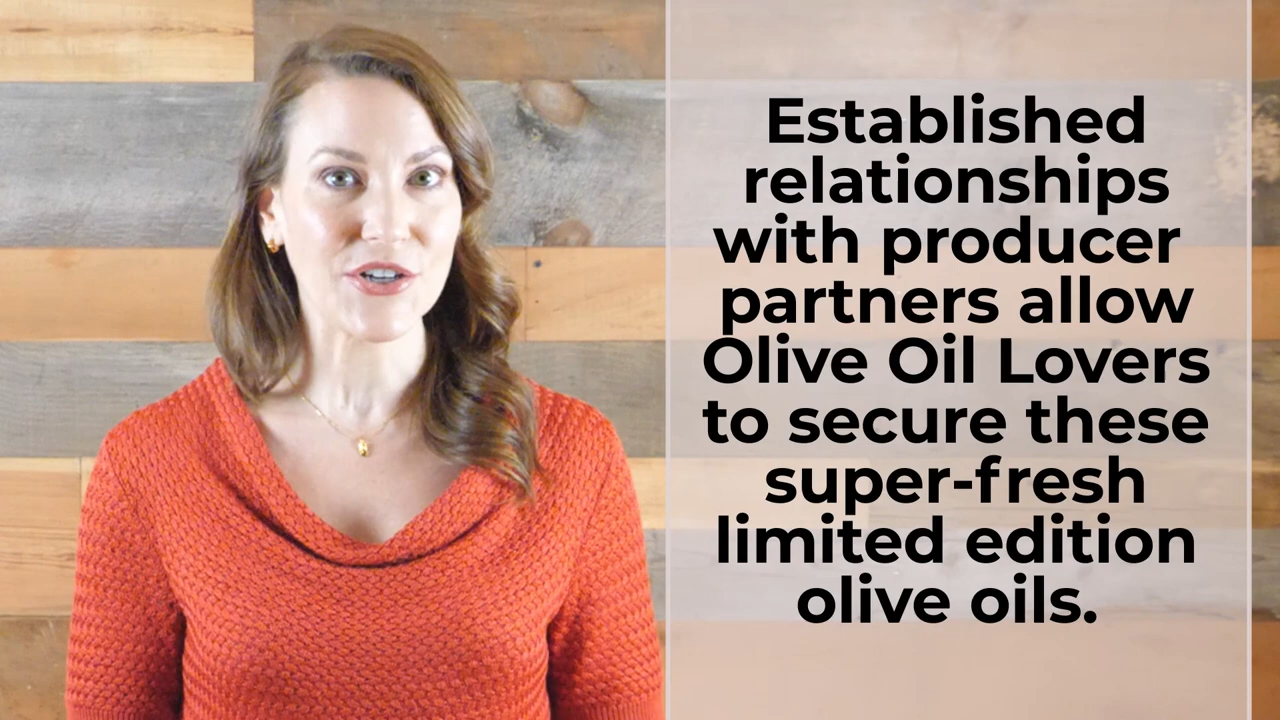 Established
relationships
with producer
partners allow
Olive Oil Lovers
to secure these
super-fresh
limited edition
olive oils.